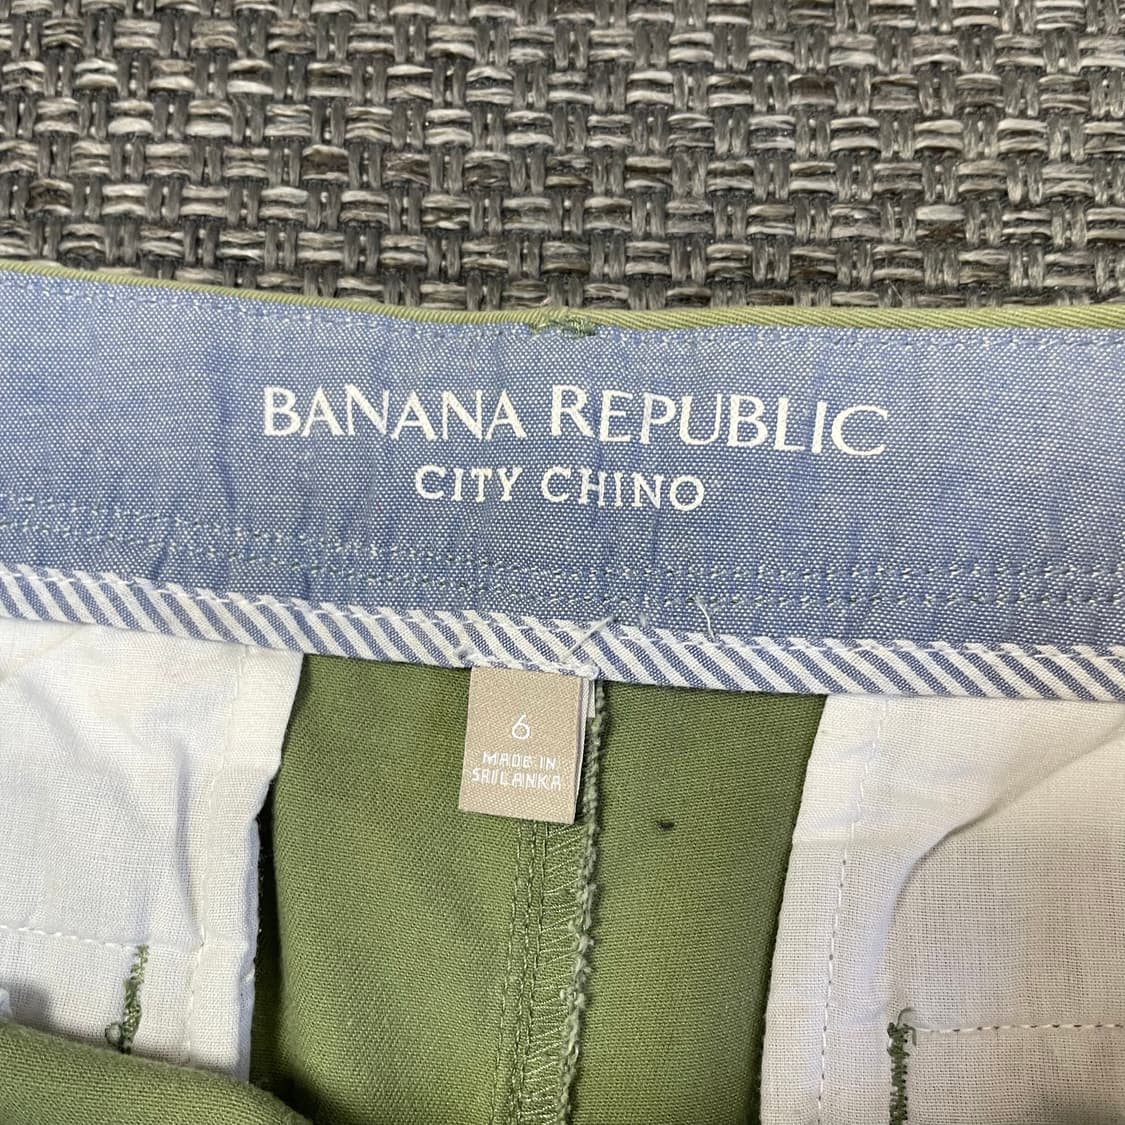 BANANA REPUBLIC
CITY CHINO
6
MADE IN
SRI LANKA